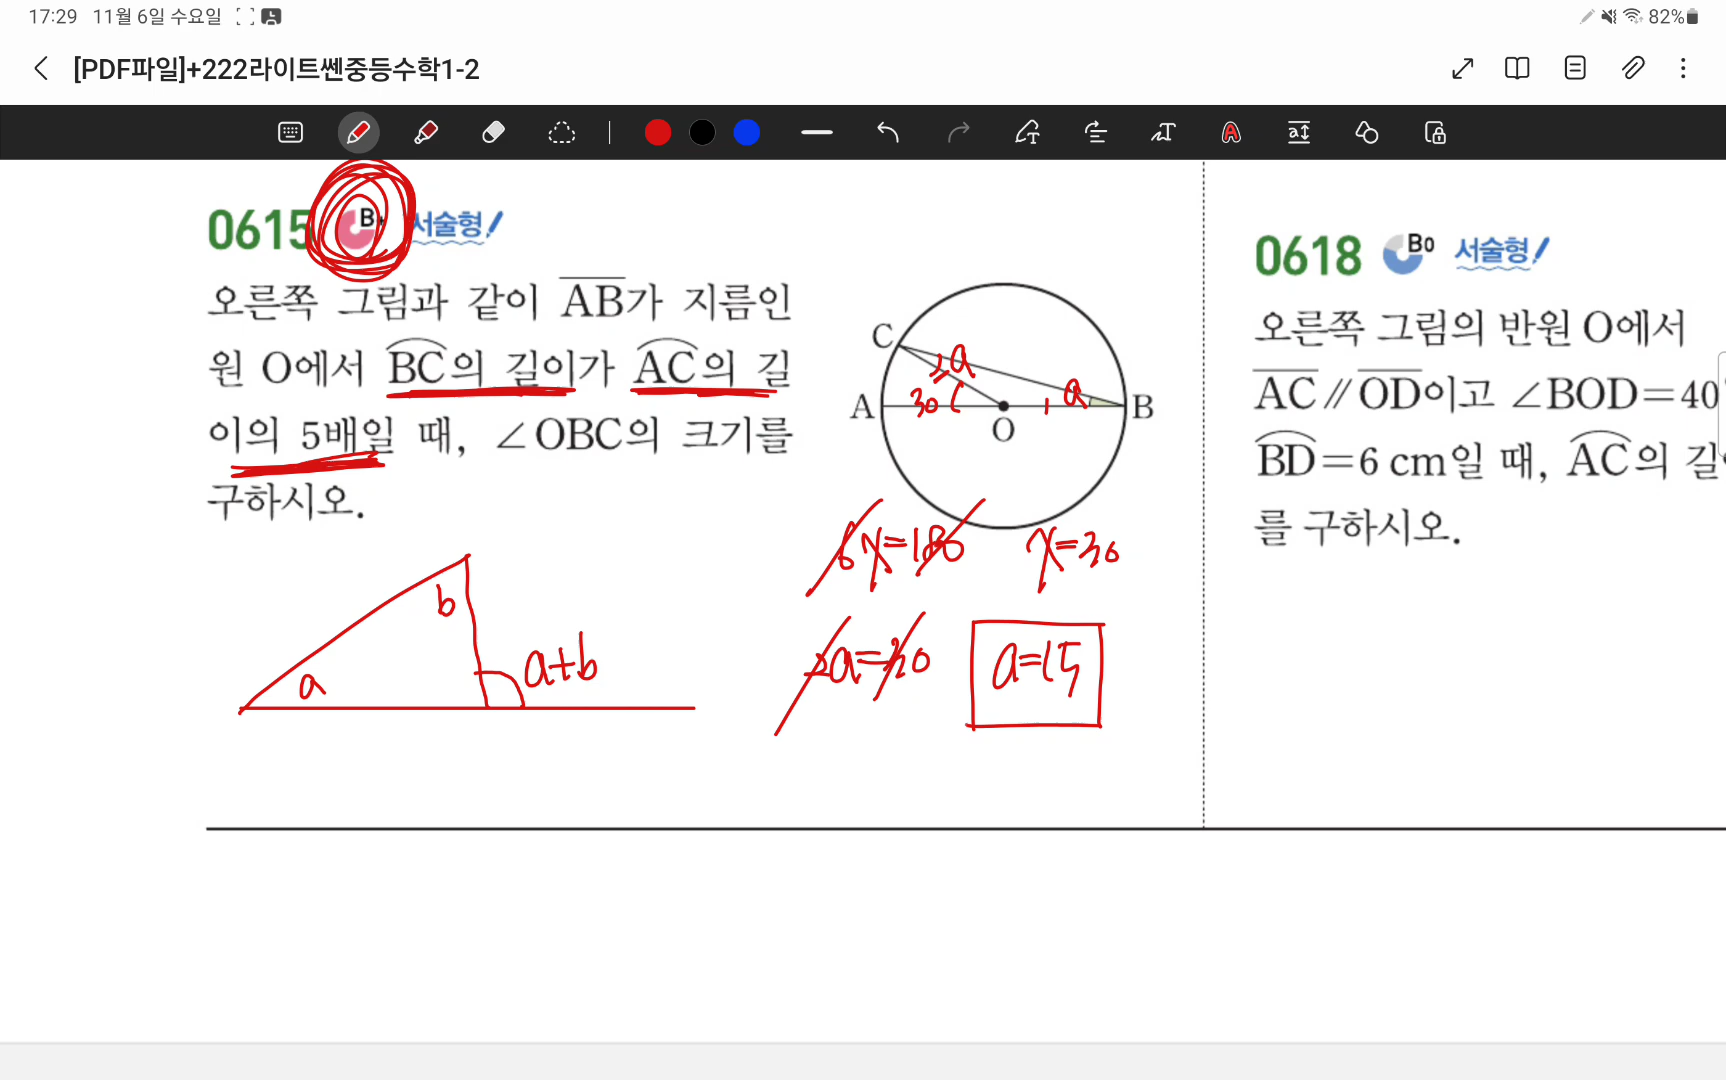 17:29 11월 6일 수요일
82%
[PDF파일]+222라이트쎈중등수학1-2
0615 B+ 서술형
오른쪽 그림과 같이 AB가 지름인
원 O에서 BC의 길이가 AC의 길
이의 5배일 때, ∠OBC의 크기를
구하시오.
C
a
A
30
a
B
O
6x=180
x=30
2a=30
a=15
b
a
a+b
0618 B0 서술형
오른쪽 그림의 반원 O에서
AC//OD이고 ∠BOD=40°
BD=6 cm일 때, AC의 길
를 구하시오.